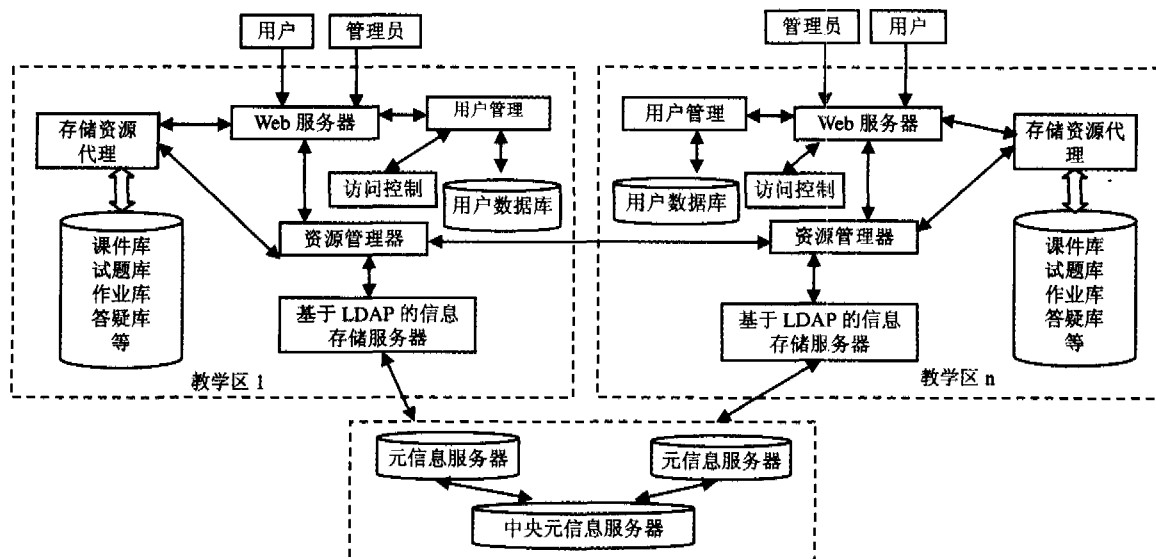 用户
管理员
管理员
用户
Web 服务器
用户管理
存储资源
代理
访问控制
用户数据库
资源管理器
课件库
试题库
作业库
答疑库
等
基于 LDAP 的信息
存储服务器
教学区 1
用户管理
Web 服务器
存储资源代
理
访问控制
用户数据库
资源管理器
课件库
试题库
作业库
答疑库
等
基于 LDAP 的信息
存储服务器
教学区 n
元信息服务器
元信息服务器
中央元信息服务器